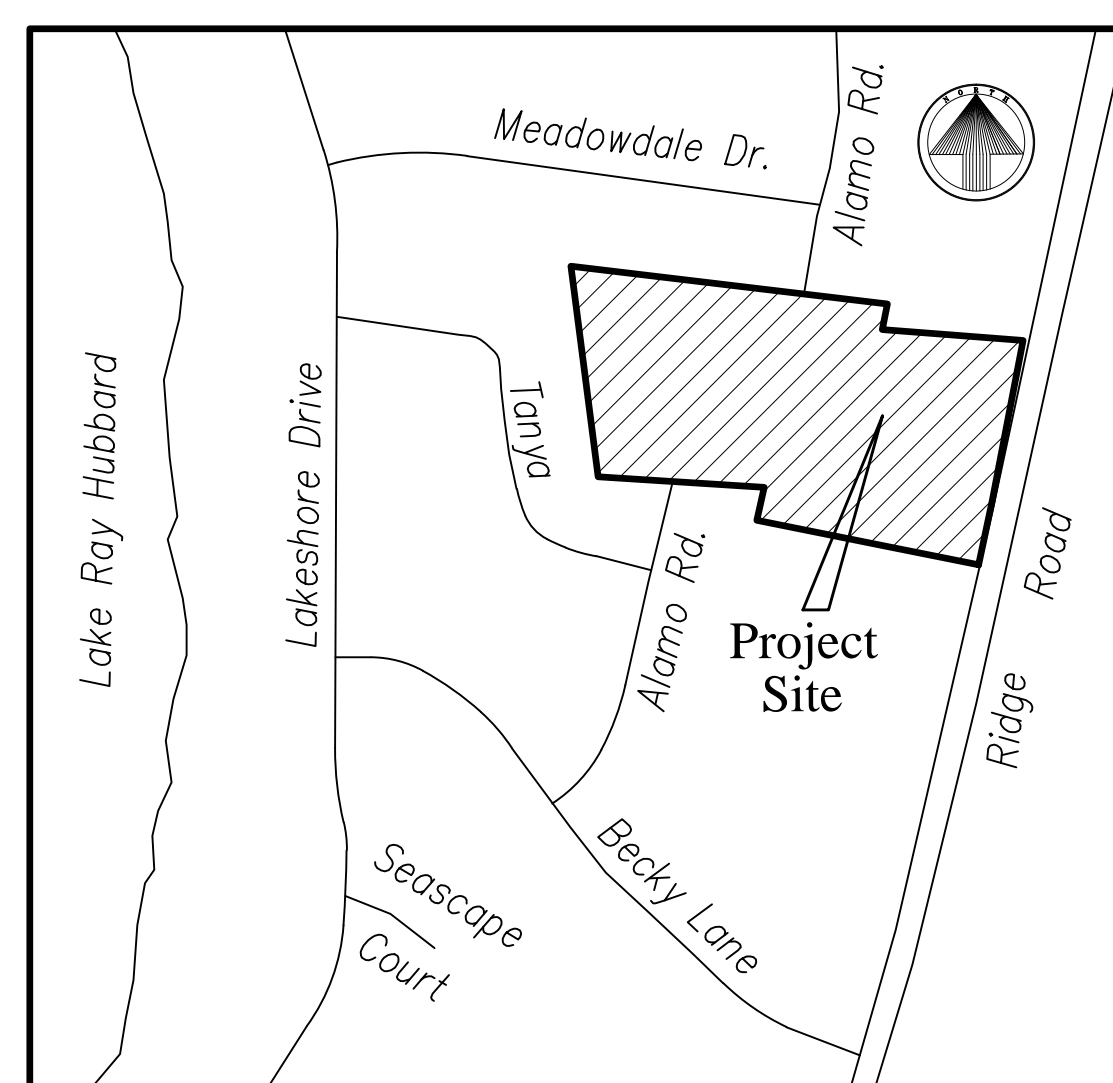 NORTH
Meadowdale Dr.
Alamo Rd.
Lake Ray Hubbard
Lakeshore Drive
Tanya
Alamo Rd.
Project
Site
Ridge Road
Becky Lane
Seascape
Court